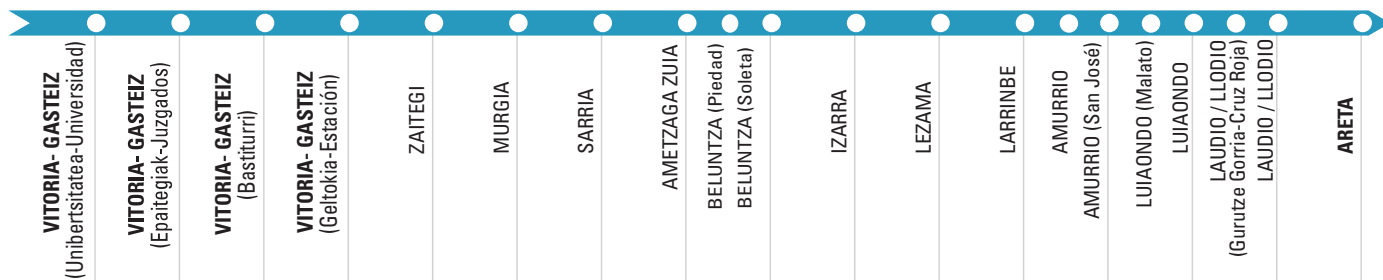 VITORIA- GASTEIZ
(Unibertsitatea-Universidad)
VITORIA- GASTEIZ
(Epaitegiak-Juzgados)
VITORIA- GASTEIZ
(Bastiturri)
VITORIA- GASTEIZ
(Geltokia-Estación)
ZAITEGI
MURGIA
SARRIA
AMETZAGA ZUIA
BELUNTZA (Piedad)
BELUNTZA (Soleta)
IZARRA
LEZAMA
LARRINBE
AMURRIO
AMURRIO (San José)
LUIAONDO (Malato)
LUIAONDO
LAUDIO / LLODIO
(Gurutze Gorria-Cruz Roja)
LAUDIO / LLODIO
ARETA